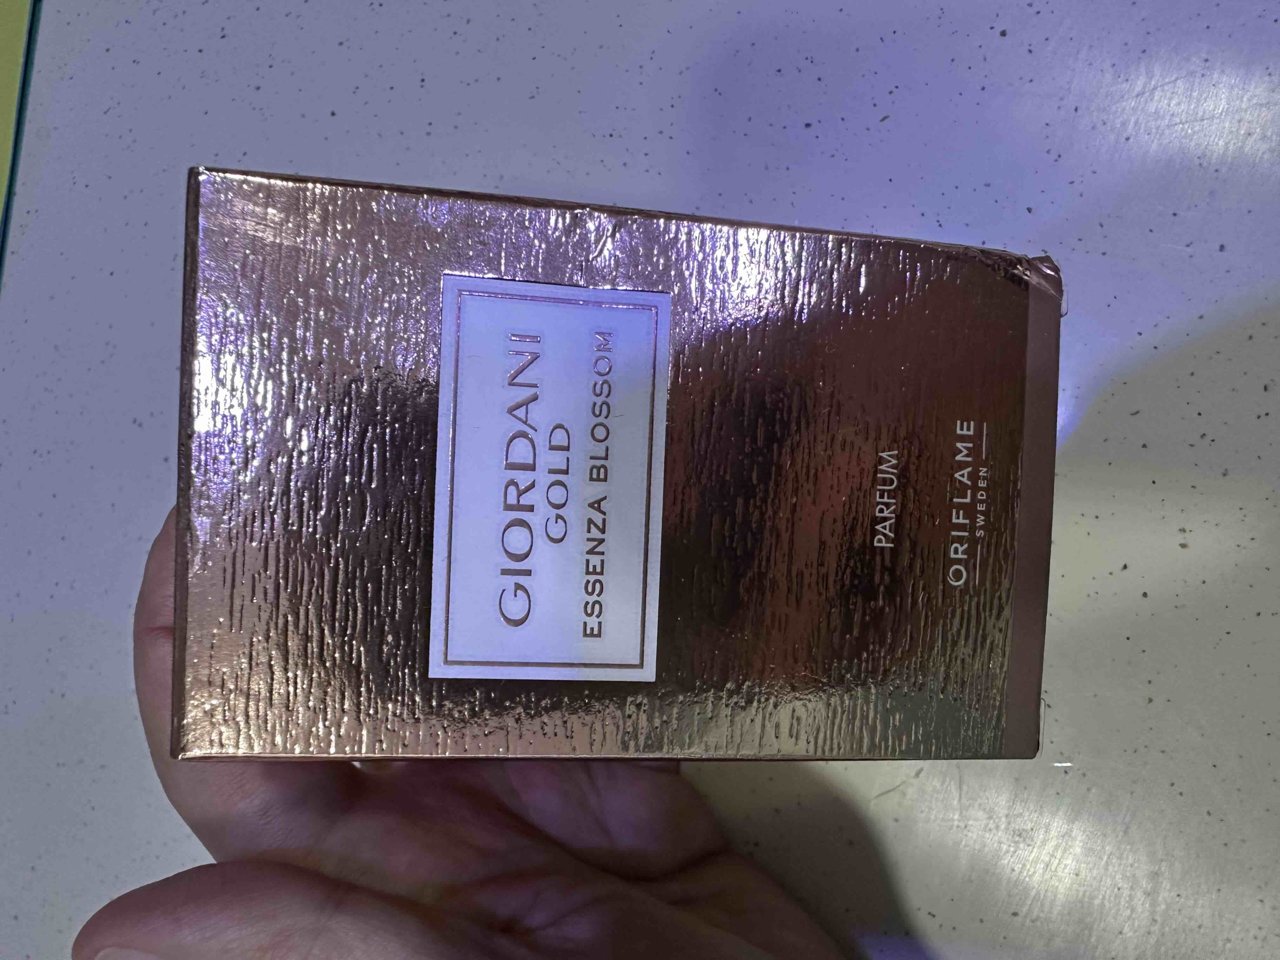 GIORDANI
GOLD
ESSENZA BLOSSOM
PARFUM
ORIFLAME
SWEDEN